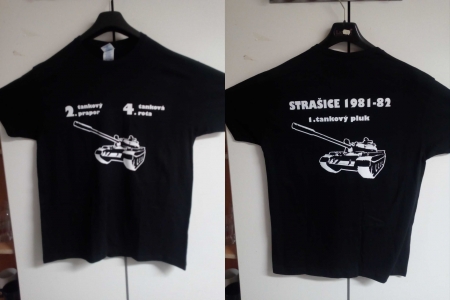 2. tankový prapor
4. tanková rota
STRAŠICE 1981-82
1.tankový pluk